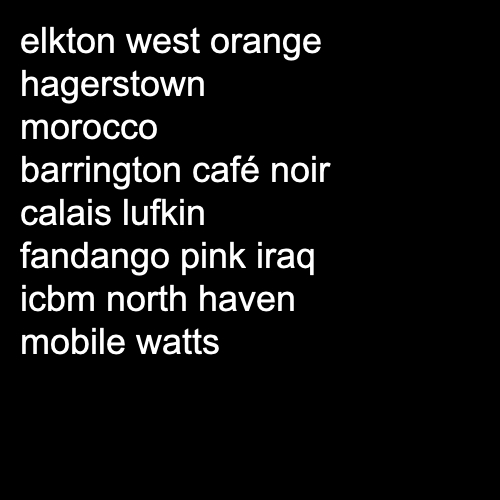 elkton west orange
hagerstown
morocco
barrington café noir
calais lufkin
fandango pink iraq
icbm north haven
mobile watts